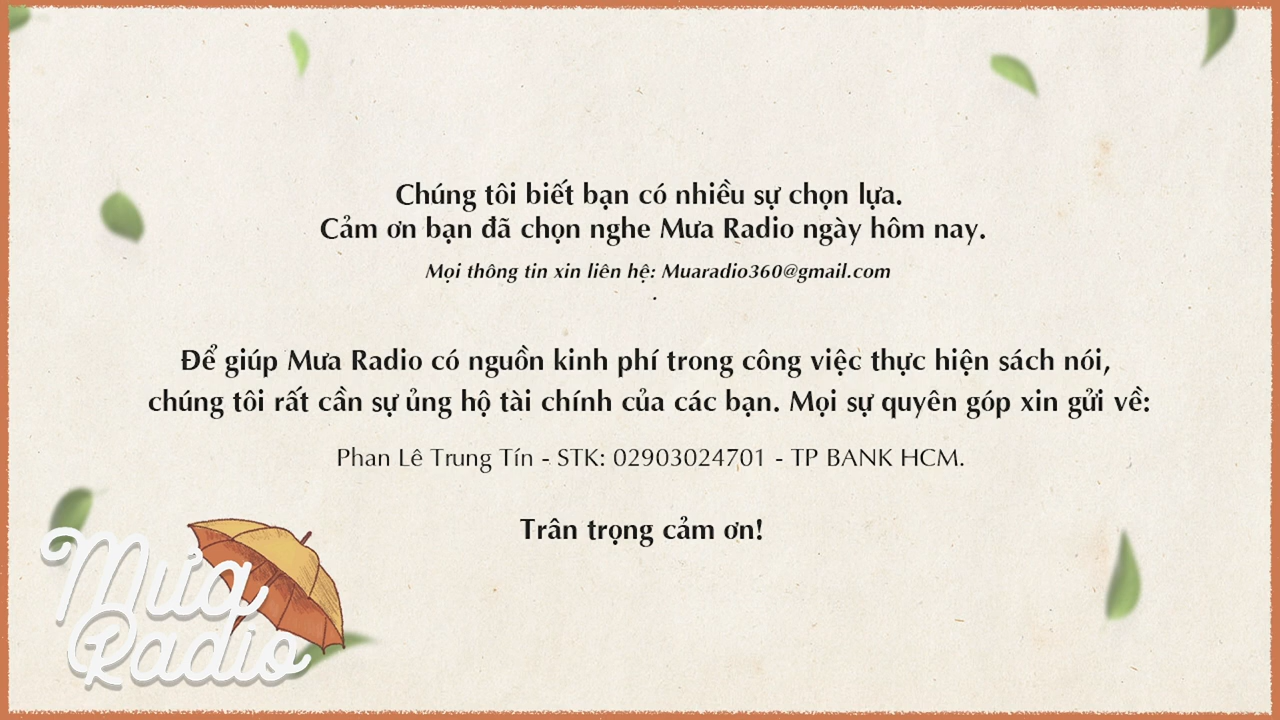 Chúng tôi biết bạn có nhiều sự chọn lựa.
Cảm ơn bạn đã chọn nghe Mưa Radio ngày hôm nay.
Mọi thông tin xin liên hệ: Muaradio360@gmail.com
.
Để giúp Mưa Radio có nguồn kinh phí trong công việc thực hiện sách nói,
chúng tôi rất cần sự ủng hộ tài chính của các bạn. Mọi sự quyên góp xin gửi về:
Phan Lê Trung Tín - STK: 02903024701 - TP BANK HCM.
Trân trọng cảm ơn!
Mưa
Radio